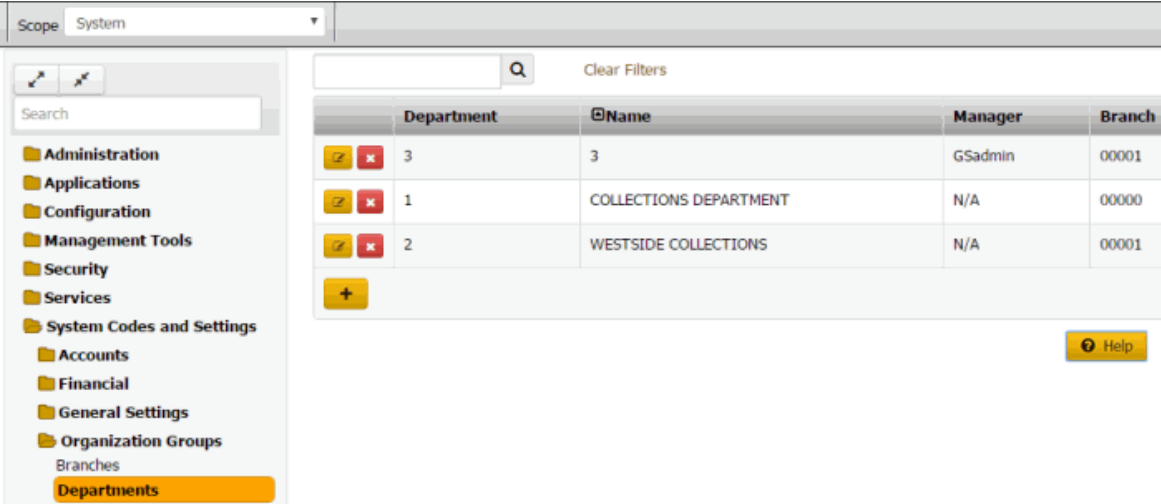 Scope System
Clear Filters
Search
Department Name Manager Branch
Administration
3 3 GSadmin 00001
Applications
1 COLLECTIONS DEPARTMENT N/A 00000
Configuration
Management Tools
2 WESTSIDE COLLECTIONS N/A 00001
Security
Services
+
System Codes and Settings
Accounts
Help
Financial
General Settings
Organization Groups
Branches
Departments